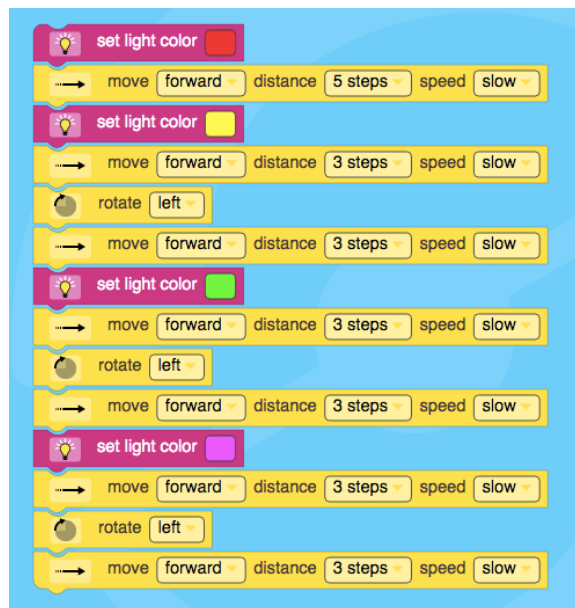 set light color
move forward distance 5 steps speed slow
set light color
move forward distance 3 steps speed slow
rotate left
move forward distance 3 steps speed slow
set light color
move forward distance 3 steps speed slow
rotate left
move forward distance 3 steps speed slow
set light color
move forward distance 3 steps speed slow
rotate left
move forward distance 3 steps speed slow